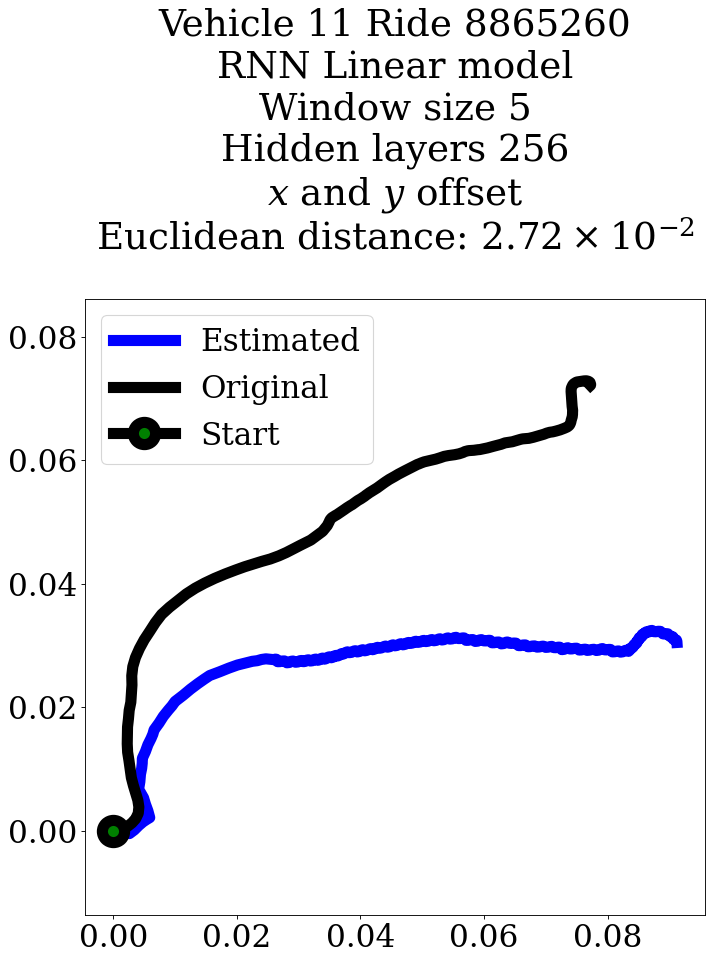 Vehicle 11 Ride 8865260
RNN Linear model
Window size 5
Hidden layers 256
x and y offset
Euclidean distance: 2.72 × 10⁻²
Estimated
Original
Start
0.08
0.06
0.04
0.02
0.00
0.00 0.02 0.04 0.06 0.08